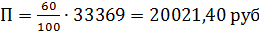 П = 60/100 · 33369 = 20021,40 руб